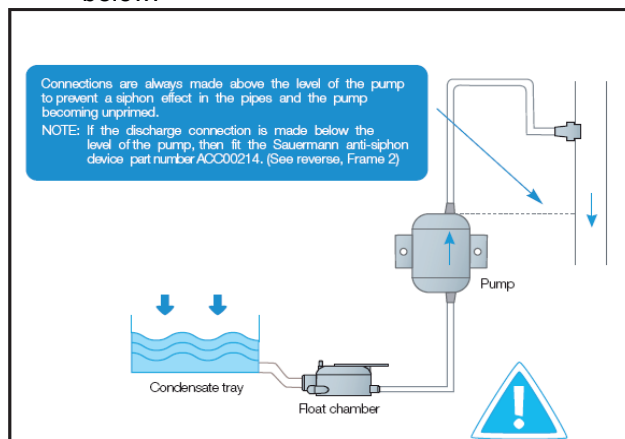 Connections are always made above the level of the pump
to prevent a siphon effect in the pipes and the pump
becoming unprimed.
NOTE: If the discharge connection is made below the
level of the pump, then fit the Sauermann anti-siphon
device part number ACC00214. (See reverse, Frame 2)
Pump
Condensate tray
Float chamber
!